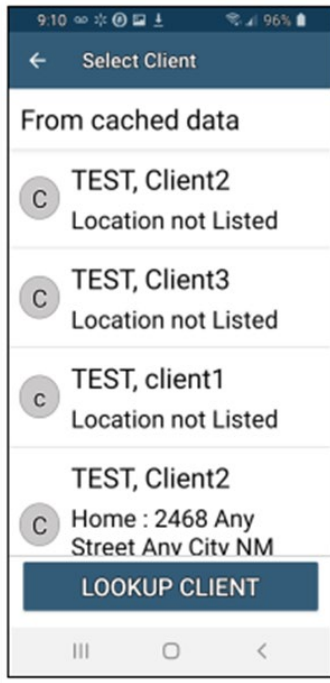 9:10 96%
Select Client
From cached data
C
TEST, Client2
Location not Listed
C
TEST, Client3
Location not Listed
c
TEST, client1
Location not Listed
C
TEST, Client2
Home : 2468 Any
Street Any City NM
LOOKUP CLIENT